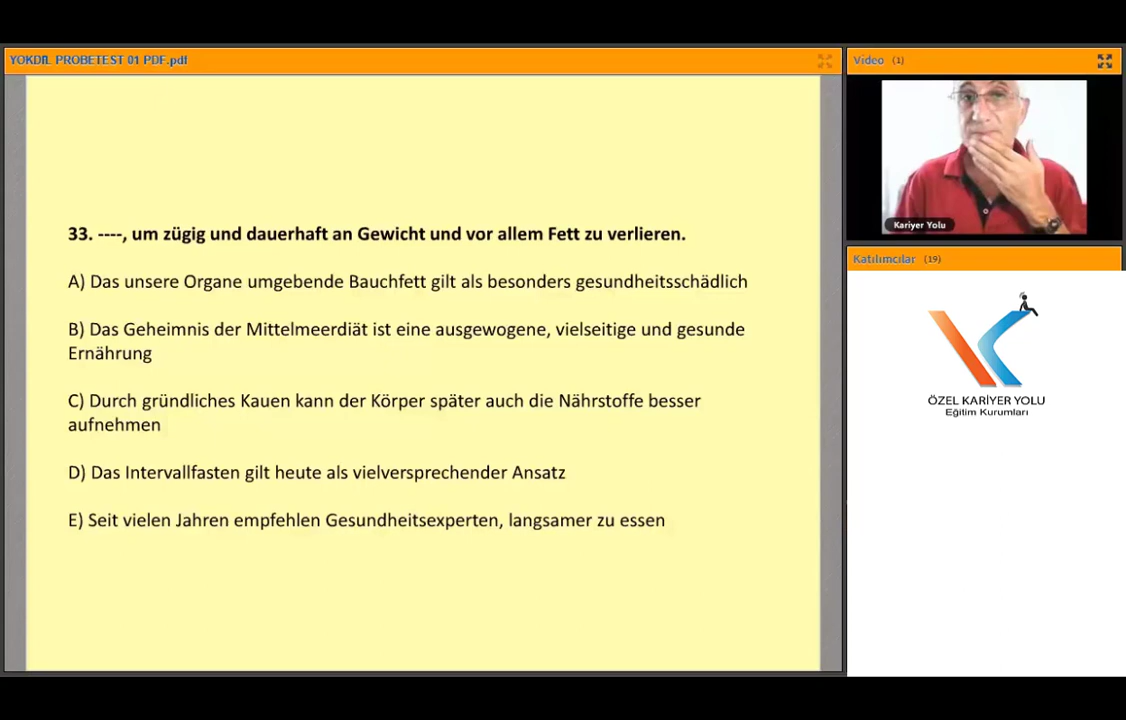 YOKDIL PROBETEST 01 PDF.pdf
Video (1)
Kariyer Yolu
Katılımcılar (19)
ÖZEL KARİYER YOLU
Eğitim Kurumları
33. ----, um zügig und dauerhaft an Gewicht und vor allem Fett zu verlieren.
A) Das unsere Organe umgebende Bauchfett gilt als besonders gesundheitsschädlich
B) Das Geheimnis der Mittelmeerdiät ist eine ausgewogene, vielseitige und gesunde
Ernährung
C) Durch gründliches Kauen kann der Körper später auch die Nährstoffe besser
aufnehmen
D) Das Intervallfasten gilt heute als vielversprechender Ansatz
E) Seit vielen Jahren empfehlen Gesundheitsexperten, langsamer zu essen